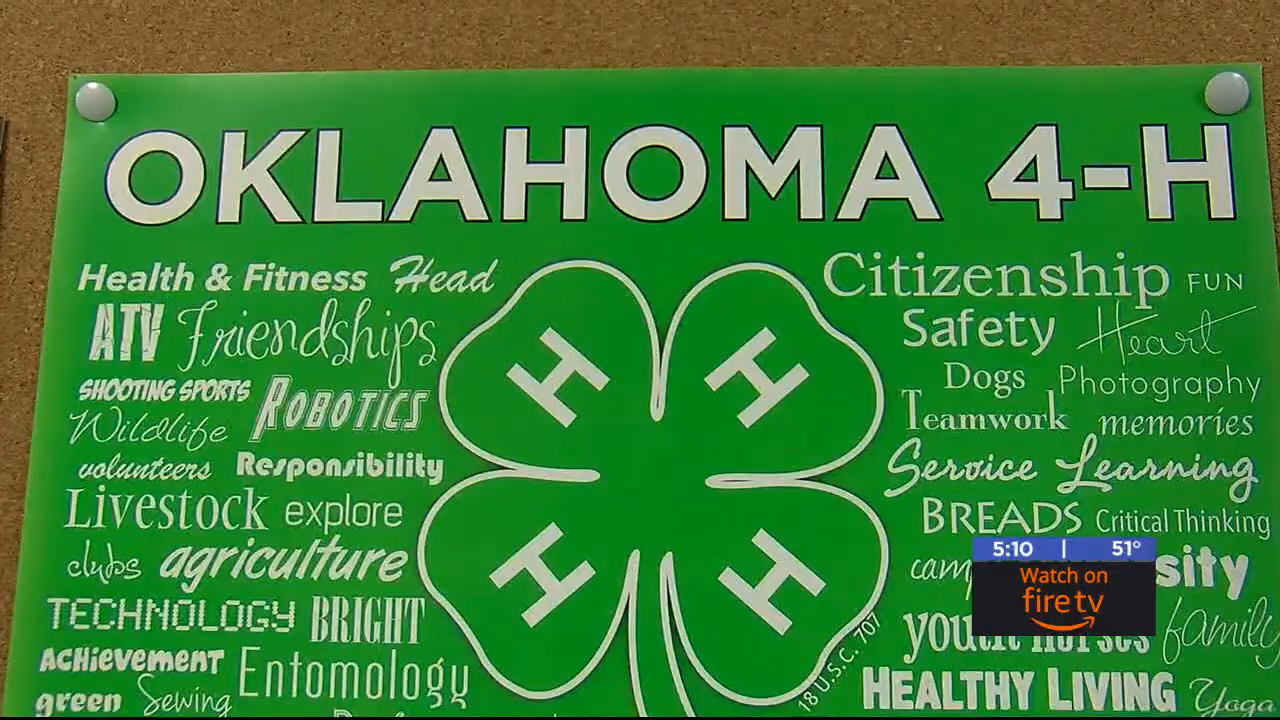 OKLAHOMA 4-H
Health & Fitness Head
ATV Friendships
SHOOTING SPORTS ROBOTICS
Wildlife
volunteers Responsibility
Livestock explore
clubs agriculture
TECHNOLOGY BRIGHT
Achievement Entomology
green Sewing
H H
H H
18 U.S.C. 707
Citizenship FUN
Safety Heart
Dogs Photography
Teamwork memories
Service Learning
BREADS Critical Thinking
youth horses family
HEALTHY LIVING Yoga
5:10 | 51°
Watch on
fire tv